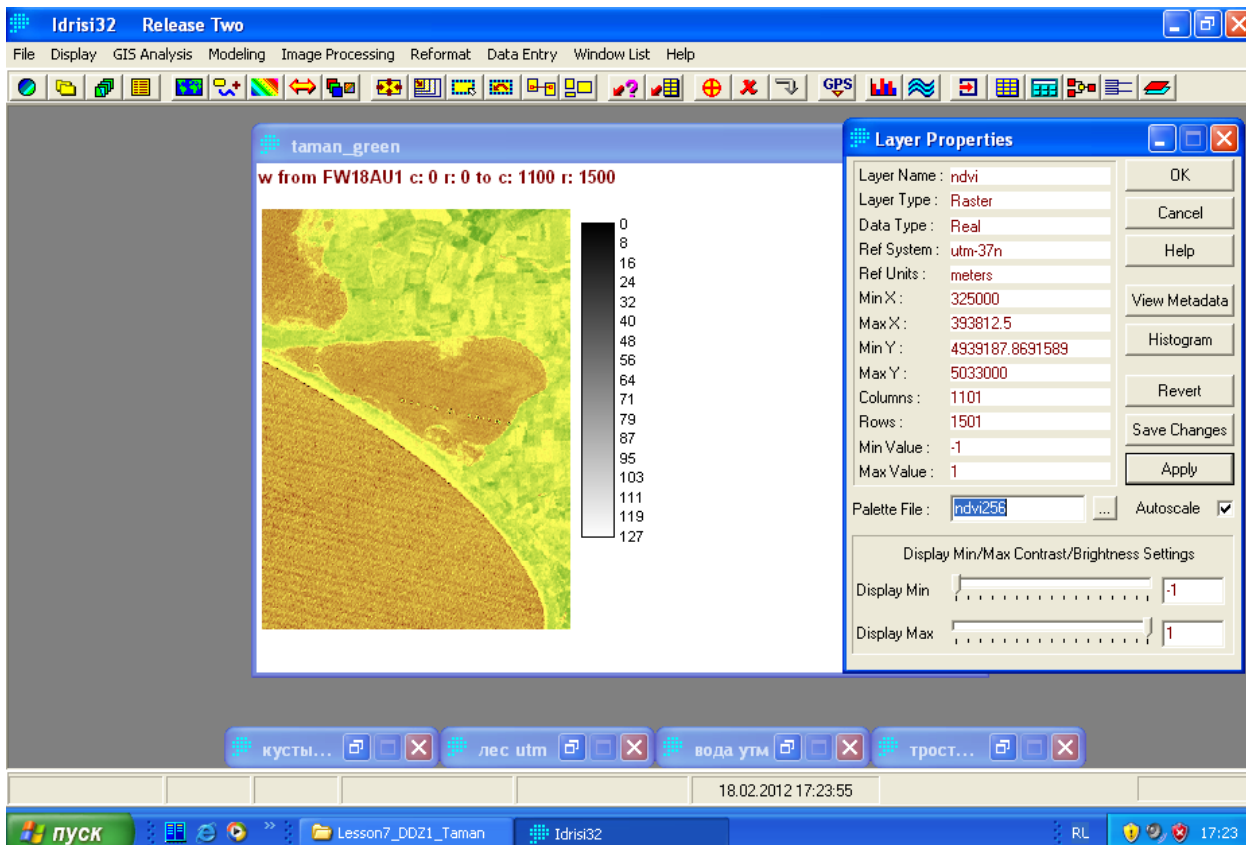 Idrisi32 Release Two
File Display GIS Analysis Modeling Image Processing Reformat Data Entry Window List Help
GPS
taman_green
w from FW18AU1 c: 0 r: 0 to c: 1100 r: 1500
0
8
16
24
32
40
48
56
64
71
79
87
95
103
111
119
127
Layer Properties
Layer Name : ndvi
Layer Type : Raster
Data Type : Real
Ref System : utm-37n
Ref Units : meters
Min X : 325000
Max X : 393812.5
Min Y : 4939187.8691589
Max Y : 5033000
Columns : 1101
Rows : 1501
Min Value : -1
Max Value : 1
OK
Cancel
Help
View Metadata
Histogram
Revert
Save Changes
Apply
Palette File : ndvi256 ... Autoscale
Display Min/Max Contrast/Brightness Settings
Display Min -1
Display Max 1
кусты... лес utm вода утм трост...
18.02.2012 17:23:55
пуск » Lesson7_DDZ1_Taman Idrisi32 RL 17:23